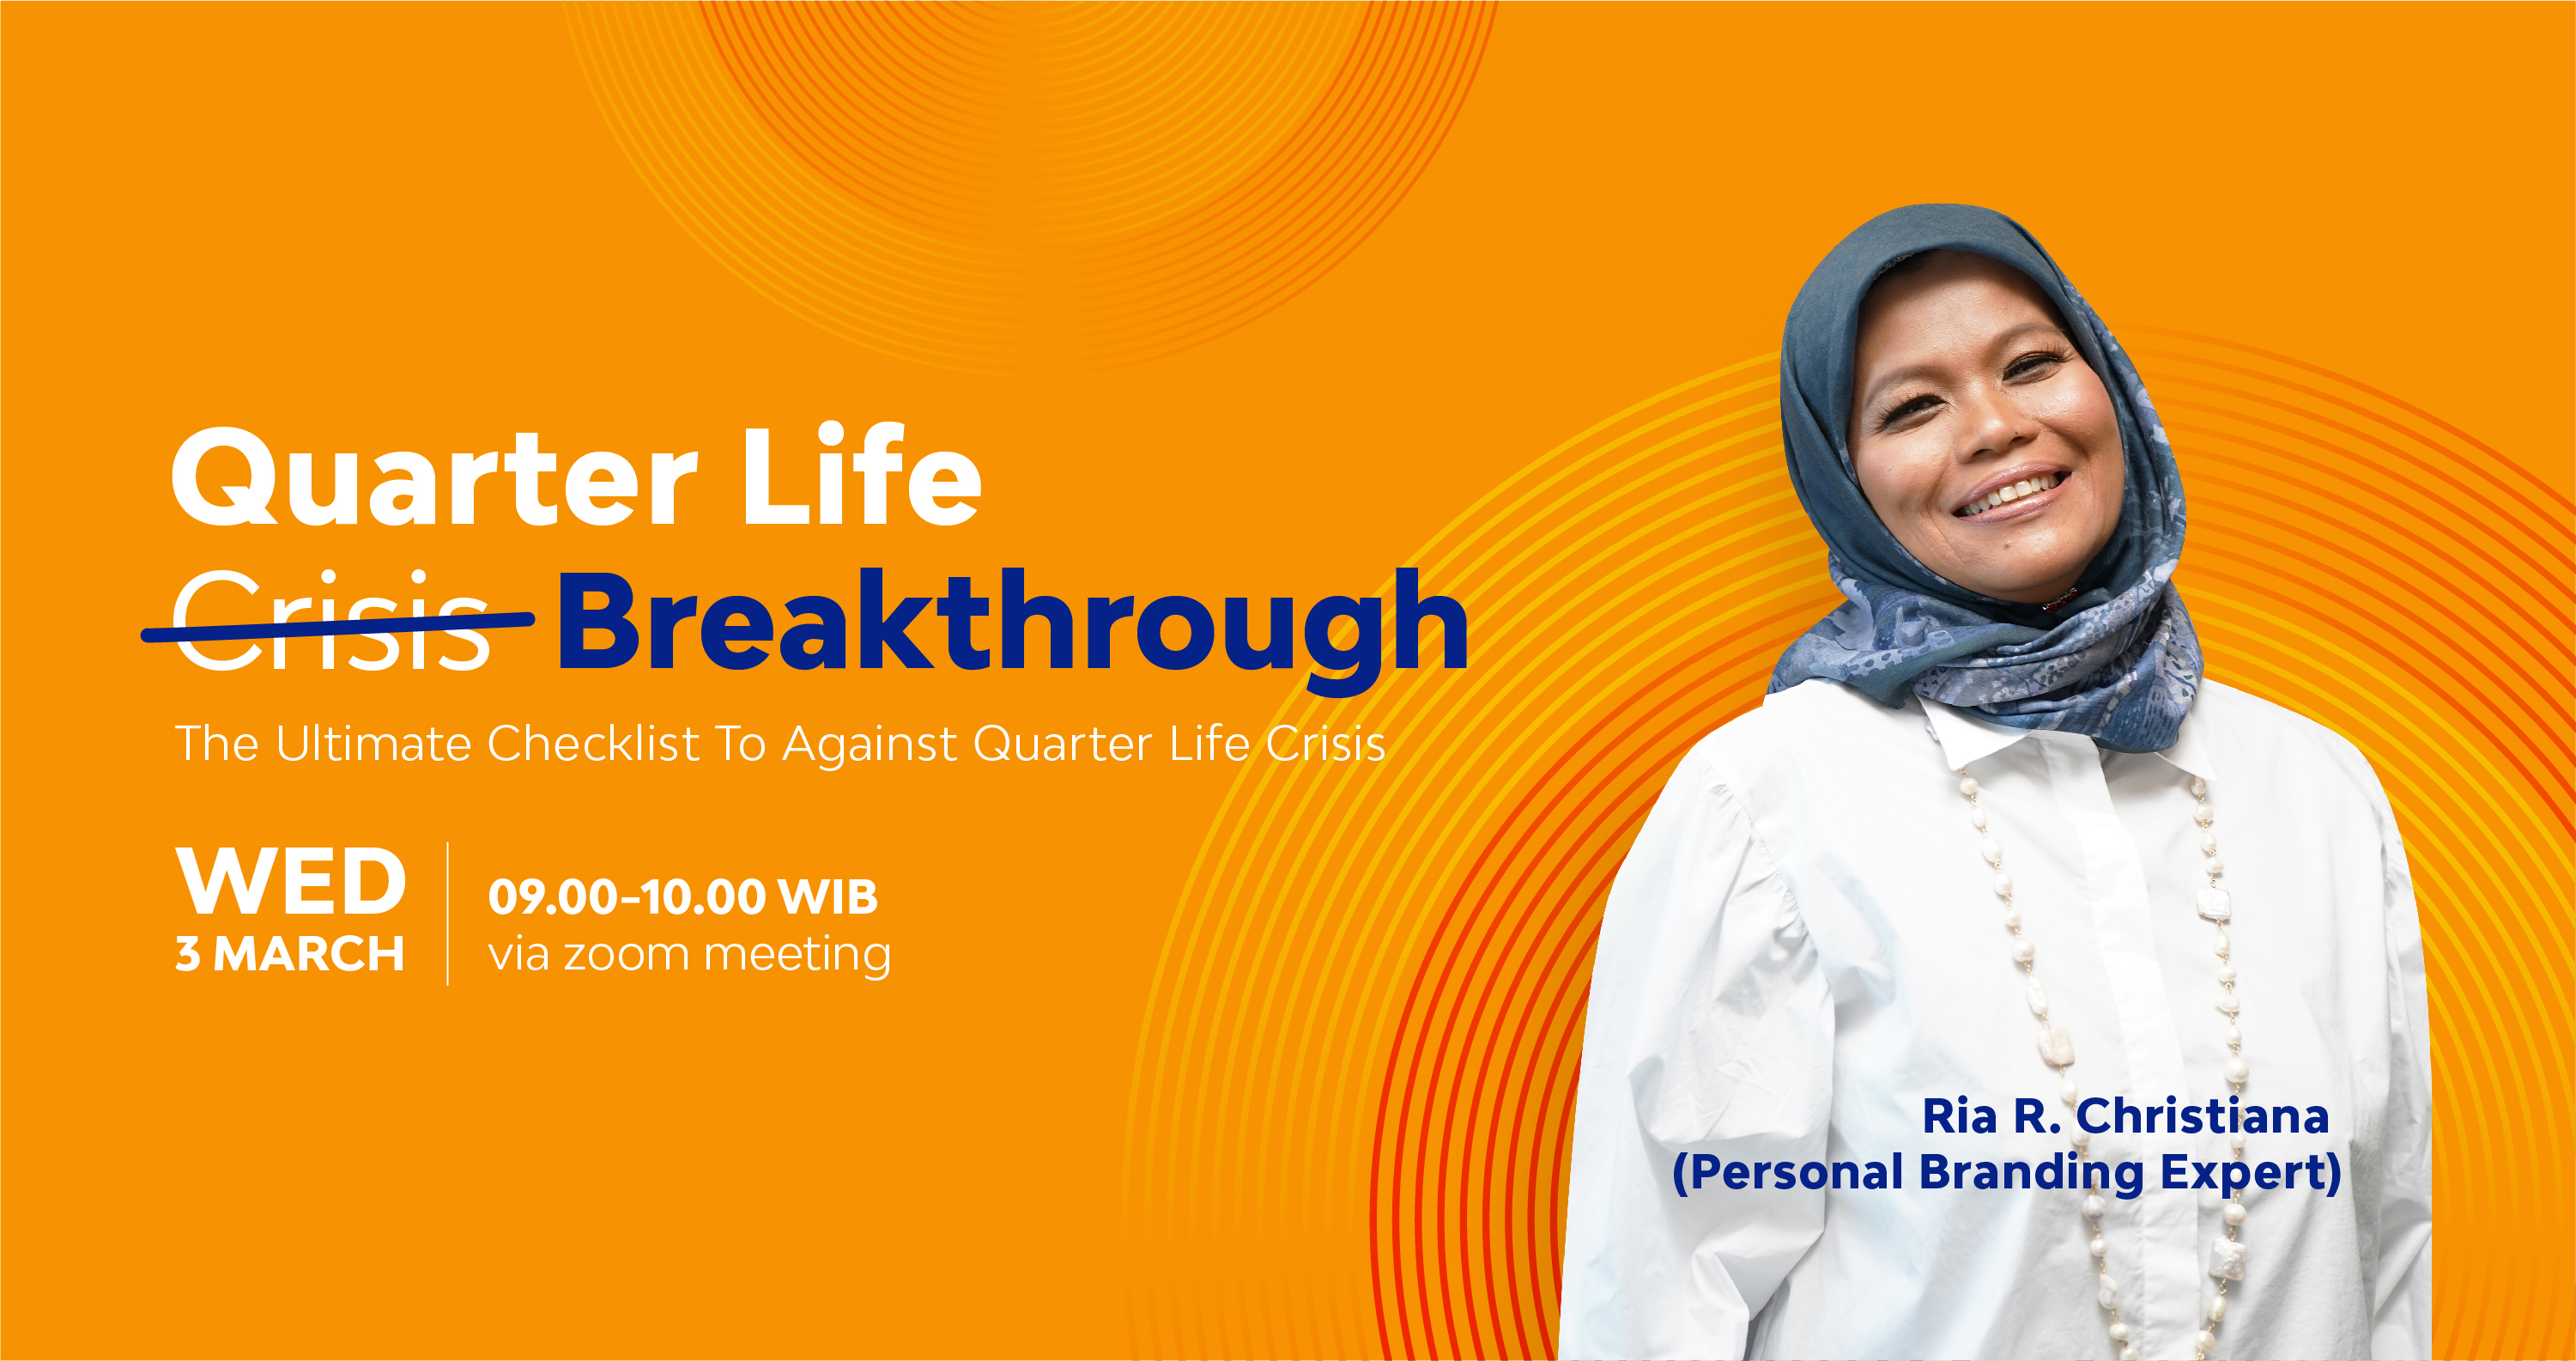 Quarter Life
Crisis Breakthrough
The Ultimate Checklist To Against Quarter Life Crisis
WED
3 MARCH
09.00-10.00 WIB
via zoom meeting
Ria R. Christiana
(Personal Branding Expert)